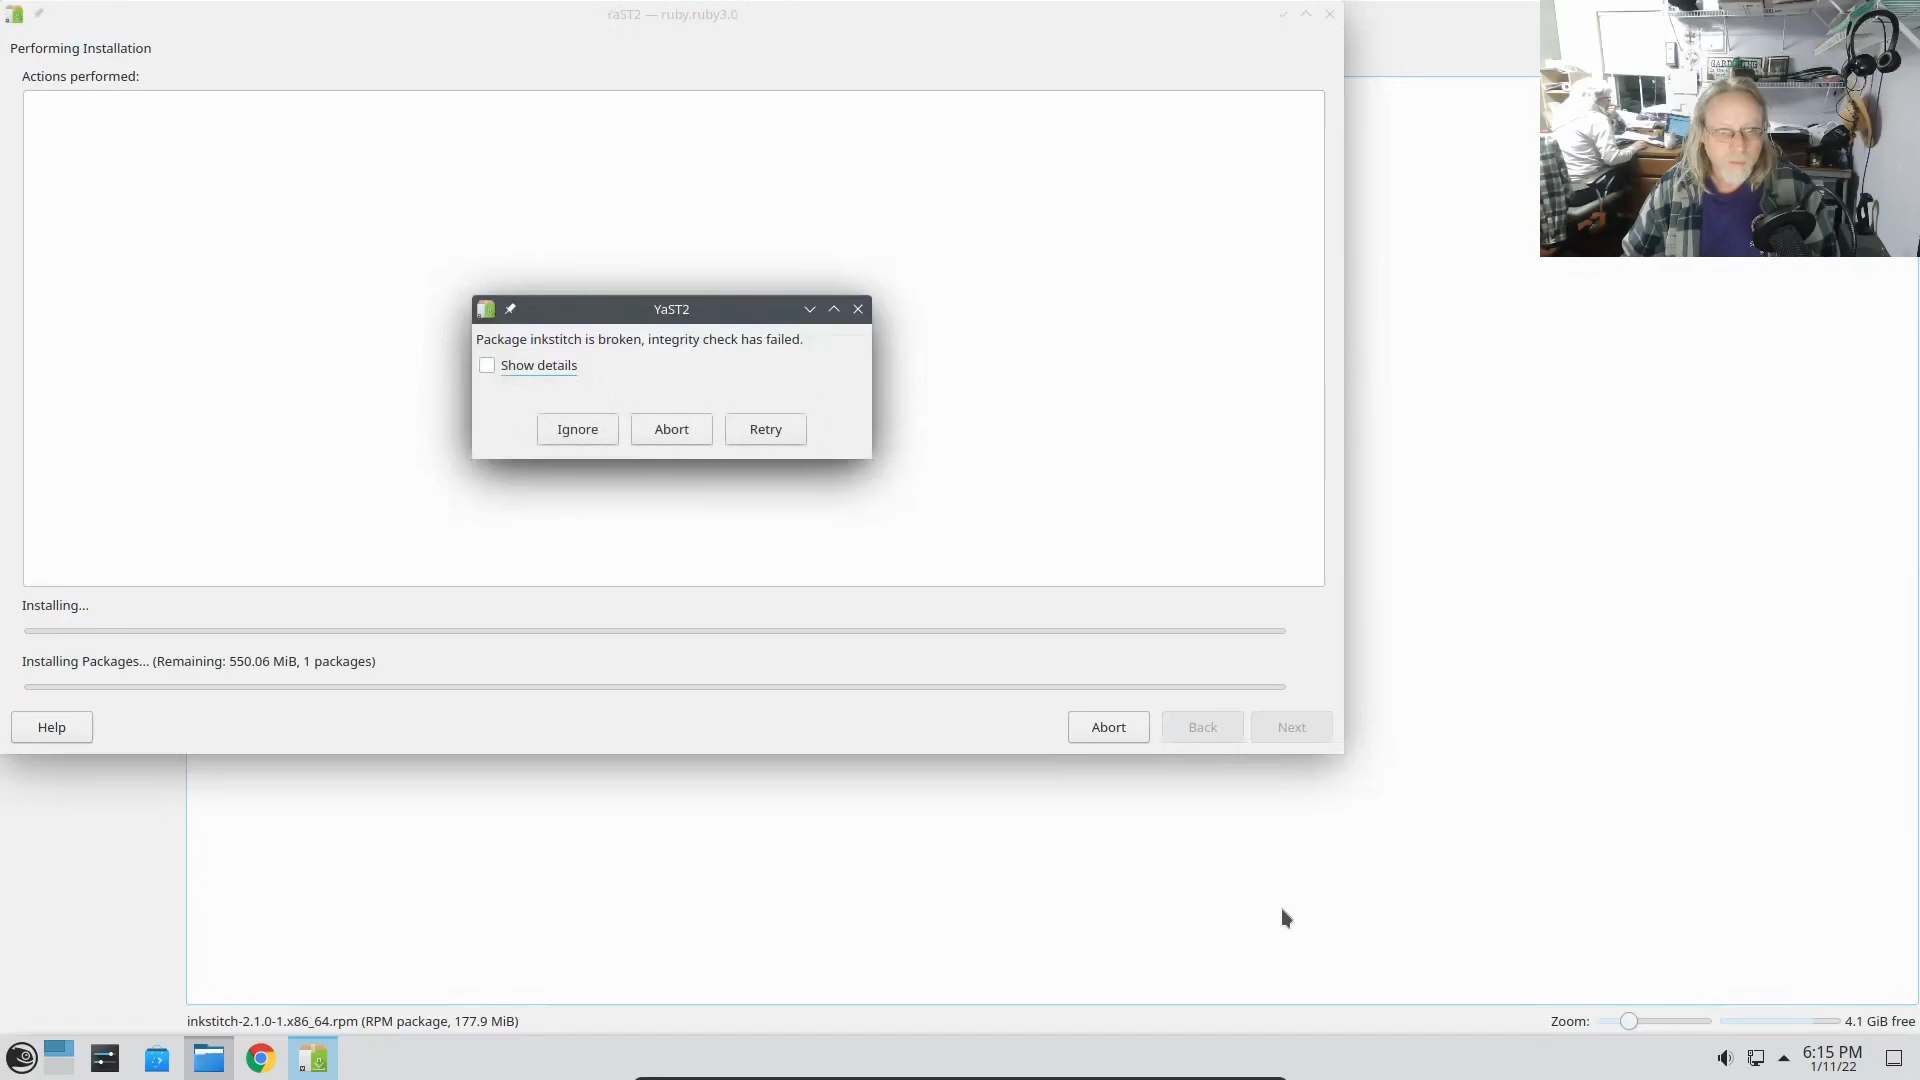 YaST2 — ruby.ruby3.0
Performing Installation
Actions performed:
YaST2
Package inkstitch is broken, integrity check has failed.
Show details
Ignore
Abort
Retry
Installing...
Installing Packages... (Remaining: 550.06 MiB, 1 packages)
Help
Abort
Back
Next
inkstitch-2.1.0-1.x86_64.rpm (RPM package, 177.9 MiB)
Zoom:
4.1 GiB free
6:15 PM
1/11/22